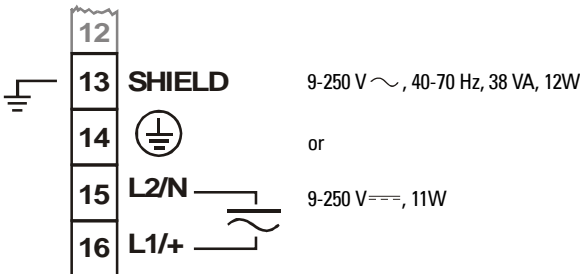 12
13 SHIELD 9-250 V ∼, 40-70 Hz, 38 VA, 12W
14 or
15 L2/N 9-250 V⎓, 11W
16 L1/+